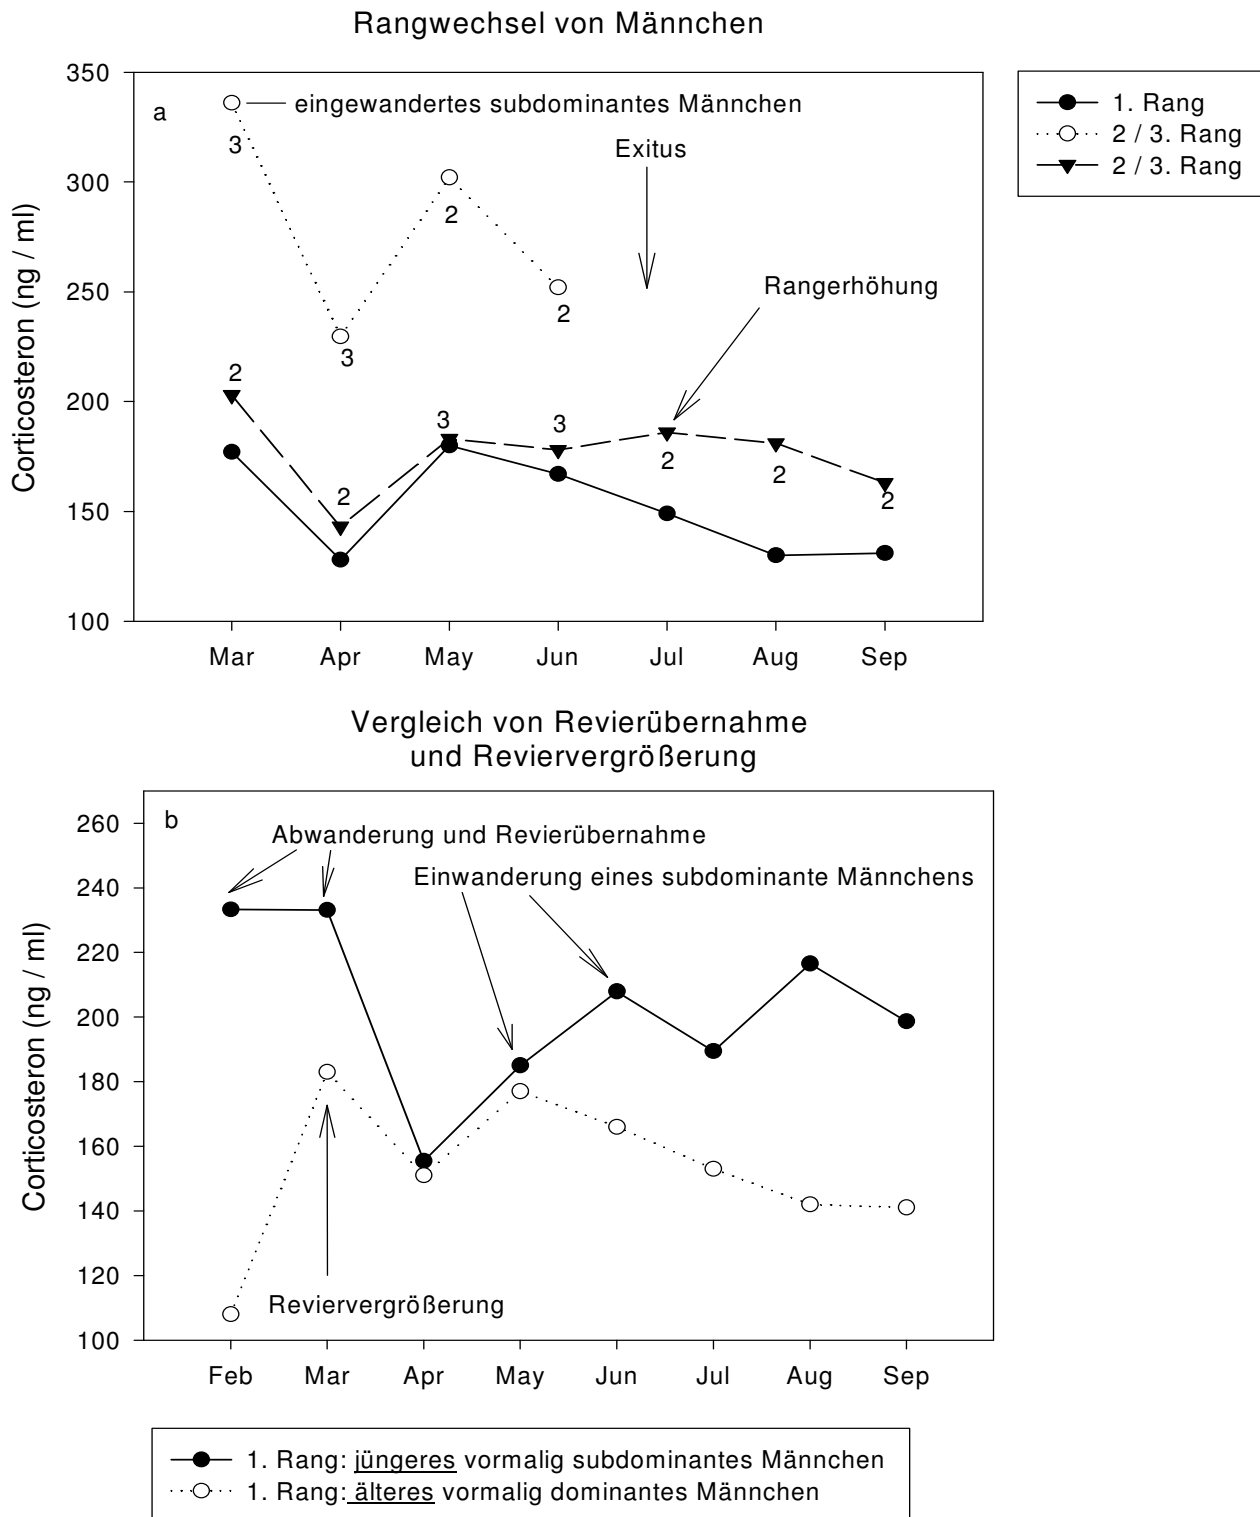 Rangwechsel von Männchen
350
300
250
200
150
100
Corticosteron (ng / ml)
a
eingewandertes subdominantes Männchen
Exitus
Rangerhöhung
3
3
2
2
2
2
3
3
2
2
2
Mar Apr May Jun Jul Aug Sep
1. Rang
2 / 3. Rang
2 / 3. Rang
Vergleich von Revierübernahme
und Reviervergrößerung
260
240
220
200
180
160
140
120
100
Corticosteron (ng / ml)
b
Abwanderung und Revierübernahme
Einwanderung eines subdominante Männchens
Reviervergrößerung
Feb Mar Apr May Jun Jul Aug Sep
1. Rang: jüngeres vormalig subdominantes Männchen
1. Rang: älteres vormalig dominantes Männchen